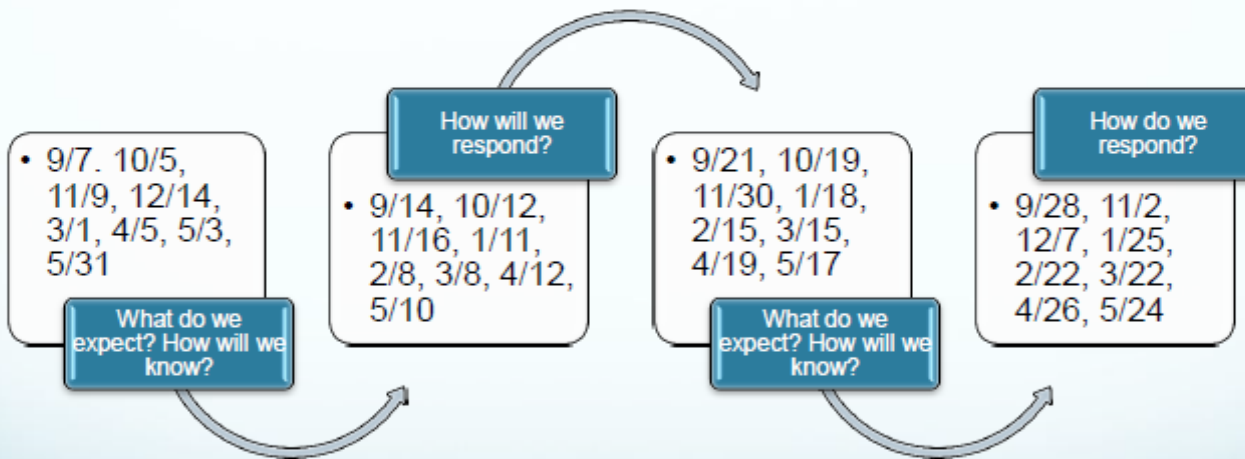 • 9/7. 10/5,
11/9, 12/14,
3/1, 4/5, 5/3,
5/31
What do we
expect? How will we
know?
How will we
respond?
• 9/14, 10/12,
11/16, 1/11,
2/8, 3/8, 4/12,
5/10
• 9/21, 10/19,
11/30, 1/18,
2/15, 3/15,
4/19, 5/17
What do we
expect? How will we
know?
How do we
respond?
• 9/28, 11/2,
12/7, 1/25,
2/22, 3/22,
4/26, 5/24